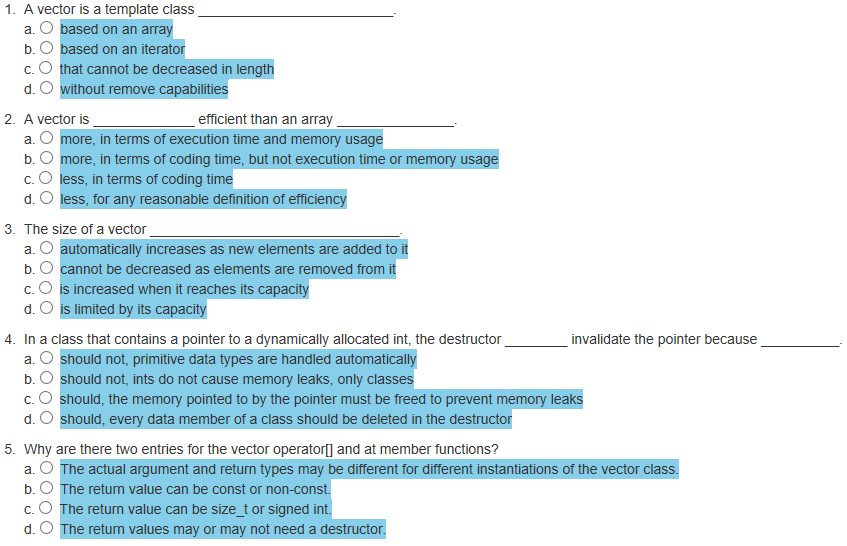 1. A vector is a template class _________________________.
a. based on an array
b. based on an iterator
c. that cannot be decreased in length
d. without remove capabilities
2. A vector is _____________ efficient than an array _______________.
a. more, in terms of execution time and memory usage
b. more, in terms of coding time, but not execution time or memory usage
c. less, in terms of coding time
d. less, for any reasonable definition of efficiency
3. The size of a vector ________________________________.
a. automatically increases as new elements are added to it
b. cannot be decreased as elements are removed from it
c. is increased when it reaches its capacity
d. is limited by its capacity
4. In a class that contains a pointer to a dynamically allocated int, the destructor ________ invalidate the pointer because __________.
a. should not, primitive data types are handled automatically
b. should not, ints do not cause memory leaks, only classes
c. should, the memory pointed to by the pointer must be freed to prevent memory leaks
d. should, every data member of a class should be deleted in the destructor
5. Why are there two entries for the vector operator[] and at member functions?
a. The actual argument and return types may be different for different instantiations of the vector class.
b. The return value can be const or non-const.
c. The return value can be size_t or signed int.
d. The return values may or may not need a destructor.